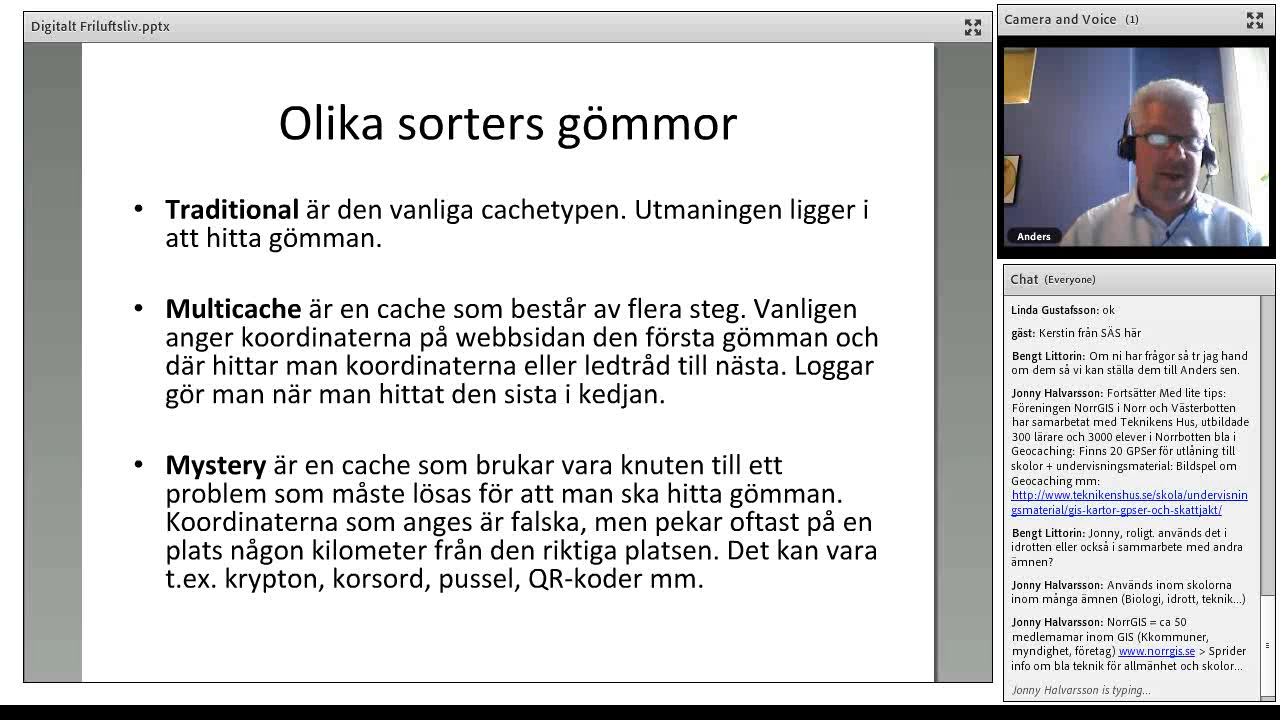 Digitalt Friluftsliv.pptx
Olika sorters gömmor
• Traditional är den vanliga cachetypen. Utmaningen ligger i
att hitta gömman.
• Multicache är en cache som består av flera steg. Vanligen
anger koordinaterna på webbsidan den första gömman och
där hittar man koordinaterna eller ledtråd till nästa. Loggar
gör man när man hittat den sista i kedjan.
• Mystery är en cache som brukar vara knuten till ett
problem som måste lösas för att man ska hitta gömman.
Koordinaterna som anges är falska, men pekar oftast på en
plats någon kilometer från den riktiga platsen. Det kan vara
t.ex. krypton, korsord, pussel, QR-koder mm.
Camera and Voice (1)
Anders
Chat (Everyone)
Linda Gustafsson: ok
gäst: Kerstin från SÄS här
Bengt Littorin: Om ni har frågor så tr jag hand
om dem så vi kan ställa dem till Anders sen.
Jonny Halvarsson: Fortsätter Med lite tips:
Föreningen NorrGIS i Norr och Västerbotten
har samarbetat med Teknikens Hus, utbildade
300 lärare och 3000 elever i Norrbotten bla i
Geocaching: Finns 20 GPSer för utlåning till
skolor + undervisningsmaterial: Bildspel om
Geocaching mm:
http://www.teknikenshus.se/skola/undervisnin
gsmaterial/gis-kartor-gpser-och-skattjakt/
Bengt Littorin: Jonny, roligt. används det i
idrotten eller också i sammarbete med andra
ämnen?
Jonny Halvarsson: Används inom skolorna
inom många ämnen (Biologi, idrott, teknik...)
Jonny Halvarsson: NorrGIS = ca 50
medlemamar inom GIS (Kkommuner,
myndighet, företag) www.norrgis.se > Sprider
info om bla teknik för allmänhet och skolor...
Jonny Halvarsson is typing...